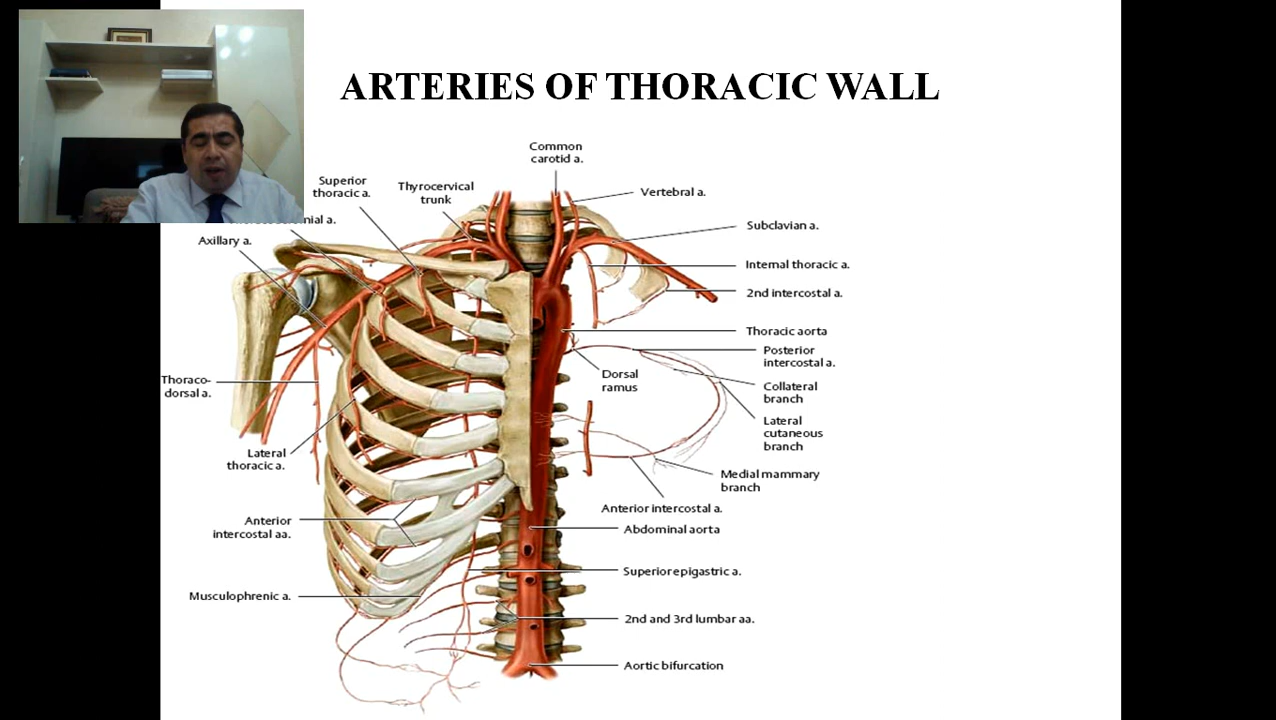 ARTERIES OF THORACIC WALL
Common
carotid a.
Superior
thoracic a.
Thyrocervical
trunk
Vertebral a.
a.
Subclavian a.
Axillary a.
Internal thoracic a.
2nd intercostal a.
Thoracic aorta
Posterior
intercostal a.
Dorsal
ramus
Thoraco-
dorsal a.
Collateral
branch
Lateral
cutaneous
branch
Lateral
thoracic a.
Medial mammary
branch
Anterior intercostal a.
Anterior
intercostal aa.
Abdominal aorta
Superior epigastric a.
Musculophrenic a.
2nd and 3rd lumbar aa.
Aortic bifurcation